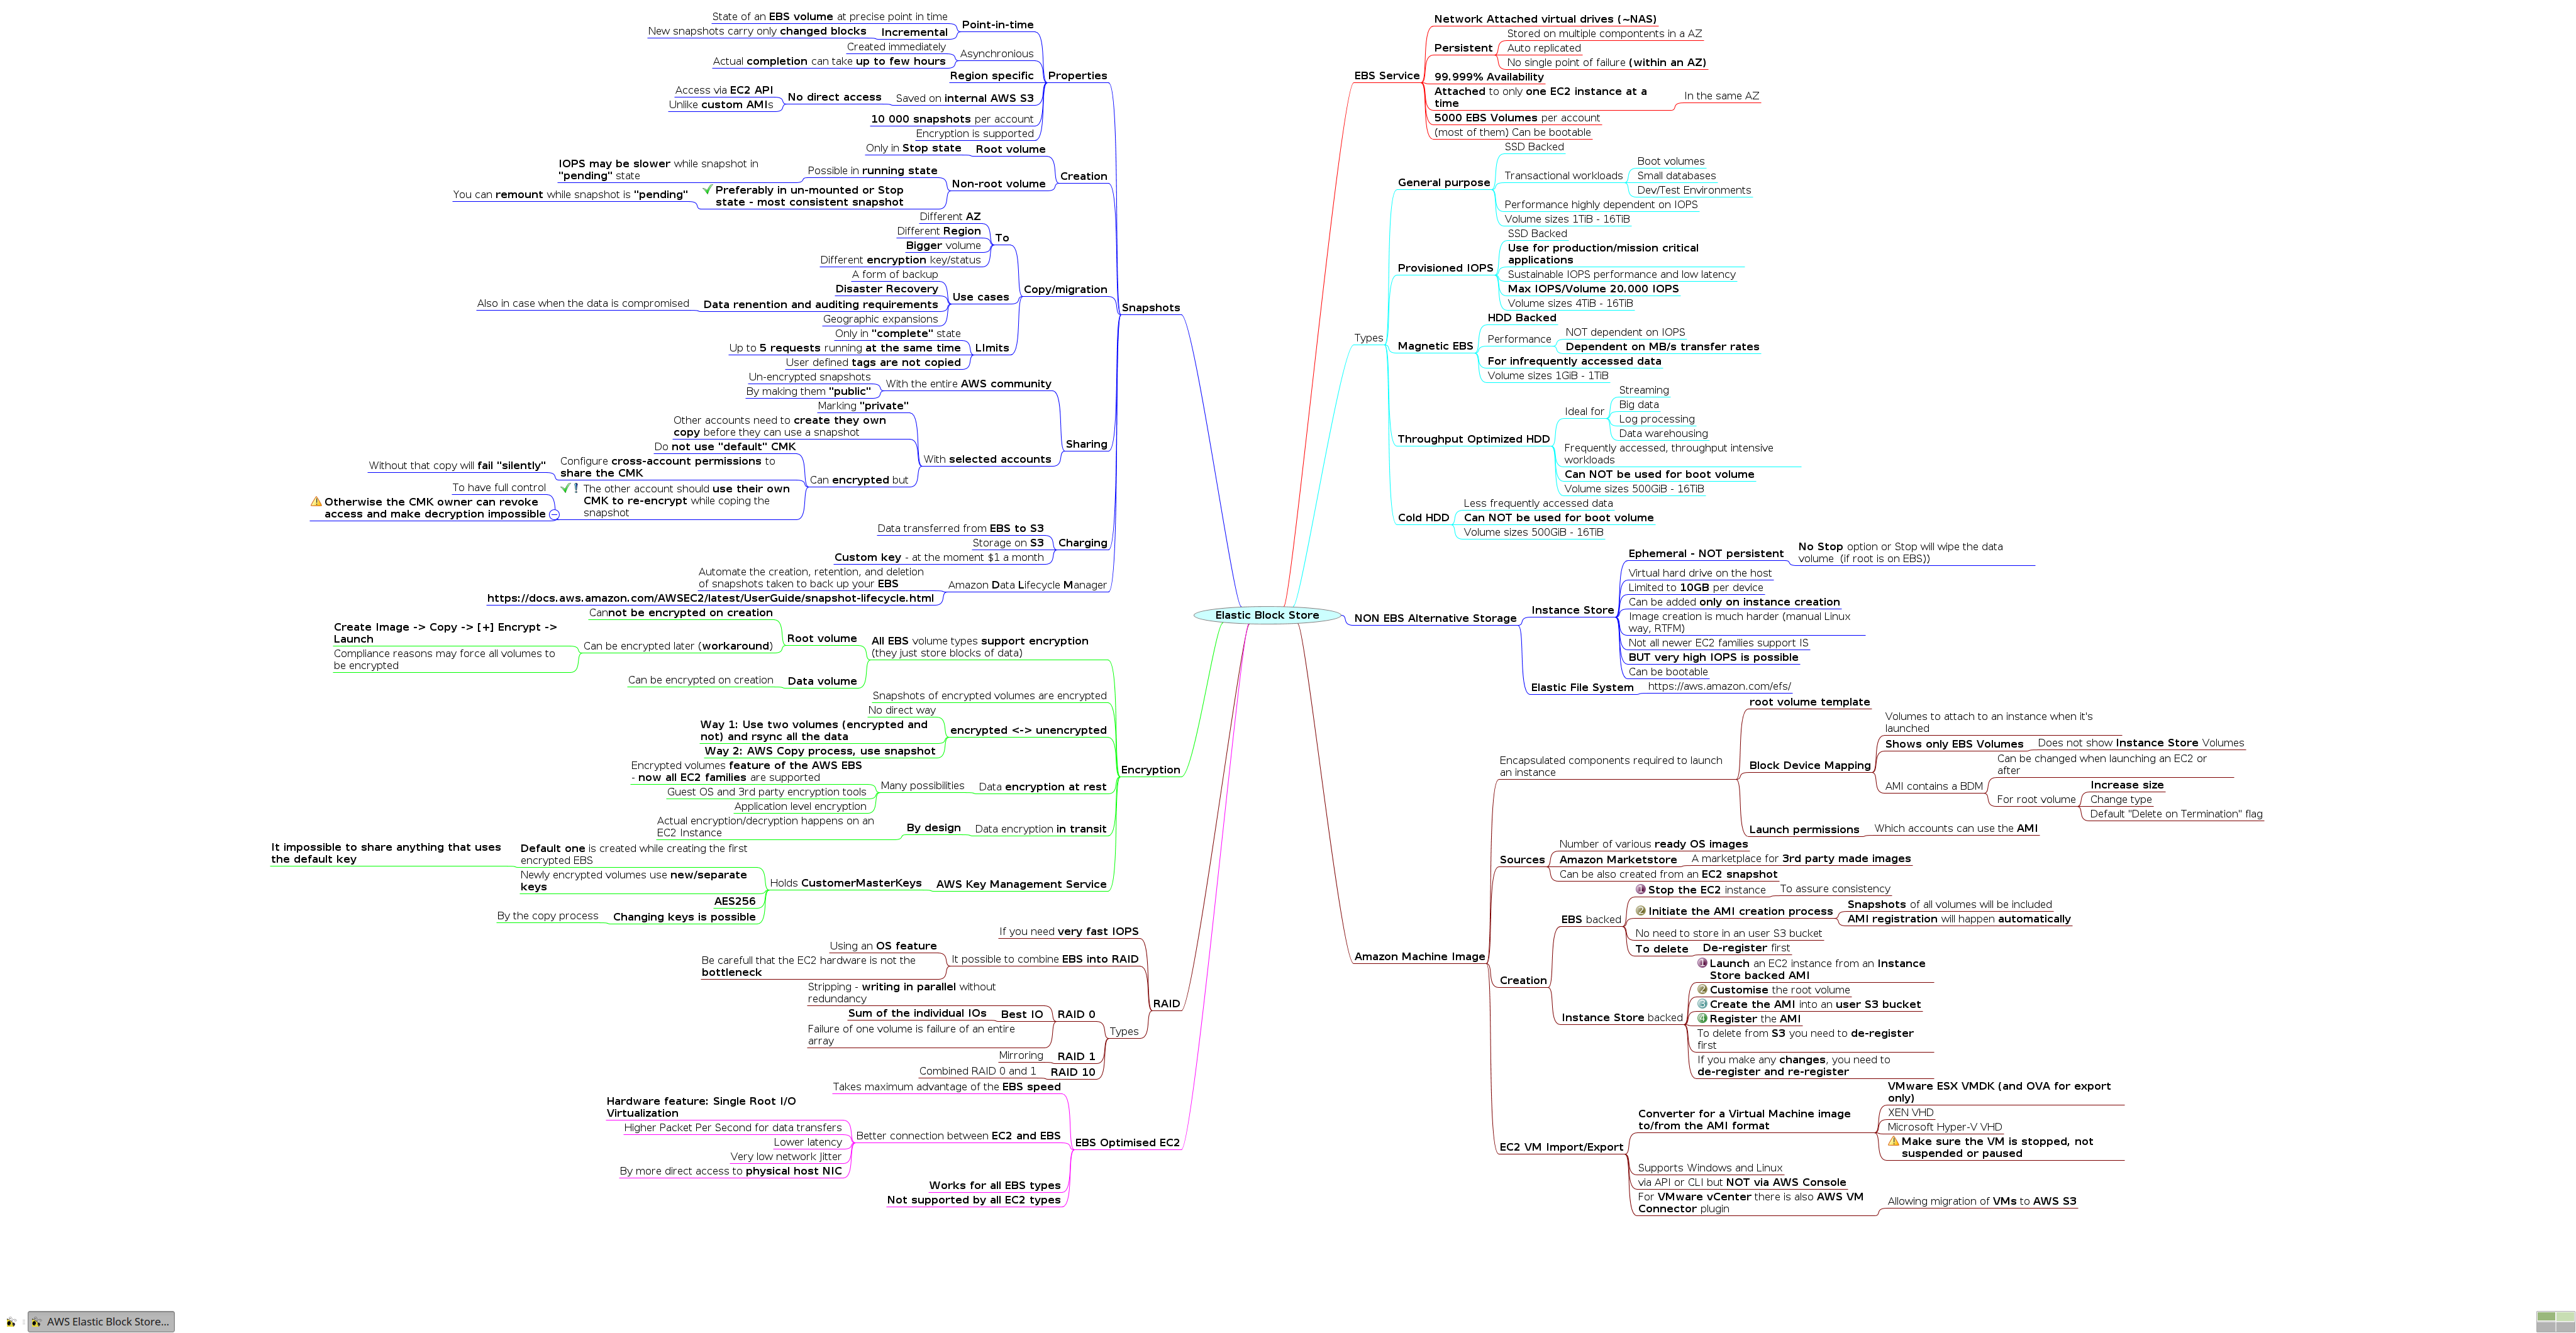 Elastic Block Store
EBS Service
Network Attached virtual drives (~NAS)
Persistent
Stored on multiple compontents in a AZ
Auto replicated
No single point of failure (within an AZ)
99.999% Availability
Attached to only one EC2 instance at a
time
In the same AZ
5000 EBS Volumes per account
(most of them) Can be bootable
Types
General purpose
SSD Backed
Transactional workloads
Boot volumes
Small databases
Dev/Test Environments
Performance highly dependent on IOPS
Volume sizes 1TiB - 16TiB
Provisioned IOPS
SSD Backed
Use for production/mission critical
applications
Sustainable IOPS performance and low latency
Max IOPS/Volume 20.000 IOPS
Volume sizes 4TiB - 16TiB
Magnetic EBS
HDD Backed
Performance
NOT dependent on IOPS
Dependent on MB/s transfer rates
For infrequently accessed data
Volume sizes 1GiB - 1TiB
Throughput Optimized HDD
Ideal for
Streaming
Big data
Log processing
Data warehousing
Frequently accessed, throughput intensive
workloads
Can NOT be used for boot volume
Volume sizes 500GiB - 16TiB
Cold HDD
Less frequently accessed data
Can NOT be used for boot volume
Volume sizes 500GiB - 16TiB
NON EBS Alternative Storage
Instance Store
Ephemeral - NOT persistent
No Stop option or Stop will wipe the data
volume (if root is on EBS))
Virtual hard drive on the host
Limited to 10GB per device
Can be added only on instance creation
Image creation is much harder (manual Linux
way, RTFM)
Not all newer EC2 families support IS
BUT very high IOPS is possible
Can be bootable
Elastic File System
https://aws.amazon.com/efs/
Amazon Machine Image
Encapsulated components required to launch
an instance
root volume template
Block Device Mapping
Volumes to attach to an instance when it's
launched
Shows only EBS Volumes
Does not show Instance Store Volumes
AMI contains a BDM
Can be changed when launching an EC2 or
after
For root volume
Increase size
Change type
Default "Delete on Termination" flag
Launch permissions
Which accounts can use the AMI
Sources
Number of various ready OS images
Amazon Marketstore
A marketplace for 3rd party made images
Can be also created from an EC2 snapshot
Creation
EBS backed
1 Stop the EC2 instance
To assure consistency
2 Initiate the AMI creation process
Snapshots of all volumes will be included
AMI registration will happen automatically
No need to store in an user S3 bucket
To delete
De-register first
Instance Store backed
1 Launch an EC2 instance from an Instance
Store backed AMI
2 Customise the root volume
3 Create the AMI into an user S3 bucket
4 Register the AMI
To delete from S3 you need to de-register
first
If you make any changes, you need to
de-register and re-register
EC2 VM Import/Export
Converter for a Virtual Machine image
to/from the AMI format
VMware ESX VMDK (and OVA for export
only)
XEN VHD
Microsoft Hyper-V VHD
Make sure the VM is stopped, not
suspended or paused
Supports Windows and Linux
via API or CLI but NOT via AWS Console
For VMware vCenter there is also AWS VM
Connector plugin
Allowing migration of VMs to AWS S3
Snapshots
Properties
Point-in-time
State of an EBS volume at precise point in time
Incremental
New snapshots carry only changed blocks
Asynchronious
Created immediately
Actual completion can take up to few hours
Region specific
Saved on internal AWS S3
No direct access
Access via EC2 API
Unlike custom AMIs
10 000 snapshots per account
Encryption is supported
Creation
Root volume
Only in Stop state
Non-root volume
Possible in running state
IOPS may be slower while snapshot in
"pending" state
Preferably in un-mounted or Stop
state - most consistent snapshot
You can remount while snapshot is "pending"
Copy/migration
To
Different AZ
Different Region
Bigger volume
Different encryption key/status
Use cases
A form of backup
Disaster Recovery
Data renention and auditing requirements
Also in case when the data is compromised
Geographic expansions
LImits
Only in "complete" state
Up to 5 requests running at the same time
User defined tags are not copied
Sharing
With the entire AWS community
Un-encrypted snapshots
By making them "public"
With selected accounts
Marking "private"
Other accounts need to create they own
copy before they can use a snapshot
Can encrypted but
Do not use "default" CMK
Configure cross-account permissions to
share the CMK
Without that copy will fail "silently"
The other account should use their own
CMK to re-encrypt while coping the
snapshot
To have full control
Otherwise the CMK owner can revoke
access and make decryption impossible
Charging
Data transferred from EBS to S3
Storage on S3
Custom key - at the moment $1 a month
Amazon Data Lifecycle Manager
Automate the creation, retention, and deletion
of snapshots taken to back up your EBS
https://docs.aws.amazon.com/AWSEC2/latest/UserGuide/snapshot-lifecycle.html
Encryption
All EBS volume types support encryption
(they just store blocks of data)
Root volume
Cannot be encrypted on creation
Can be encrypted later (workaround)
Create Image -> Copy -> [+] Encrypt ->
Launch
Compliance reasons may force all volumes to
be encrypted
Data volume
Can be encrypted on creation
Snapshots of encrypted volumes are encrypted
encrypted <-> unencrypted
No direct way
Way 1: Use two volumes (encrypted and
not) and rsync all the data
Way 2: AWS Copy process, use snapshot
Data encryption at rest
Many possibilities
Encrypted volumes feature of the AWS EBS
- now all EC2 families are supported
Guest OS and 3rd party encryption tools
Application level encryption
Data encryption in transit
By design
Actual encryption/decryption happens on an
EC2 Instance
AWS Key Management Service
Holds CustomerMasterKeys
Default one is created while creating the first
encrypted EBS
It impossible to share anything that uses
the default key
Newly encrypted volumes use new/separate
keys
AES256
Changing keys is possible
By the copy process
RAID
If you need very fast IOPS
It possible to combine EBS into RAID
Using an OS feature
Be carefull that the EC2 hardware is not the
bottleneck
Types
RAID 0
Stripping - writing in parallel without
redundancy
Best IO
Sum of the individual IOs
Failure of one volume is failure of an entire
array
RAID 1
Mirroring
RAID 10
Combined RAID 0 and 1
EBS Optimised EC2
Takes maximum advantage of the EBS speed
Better connection between EC2 and EBS
Hardware feature: Single Root I/O
Virtualization
Higher Packet Per Second for data transfers
Lower latency
Very low network Jitter
By more direct access to physical host NIC
Works for all EBS types
Not supported by all EC2 types
AWS Elastic Block Store...